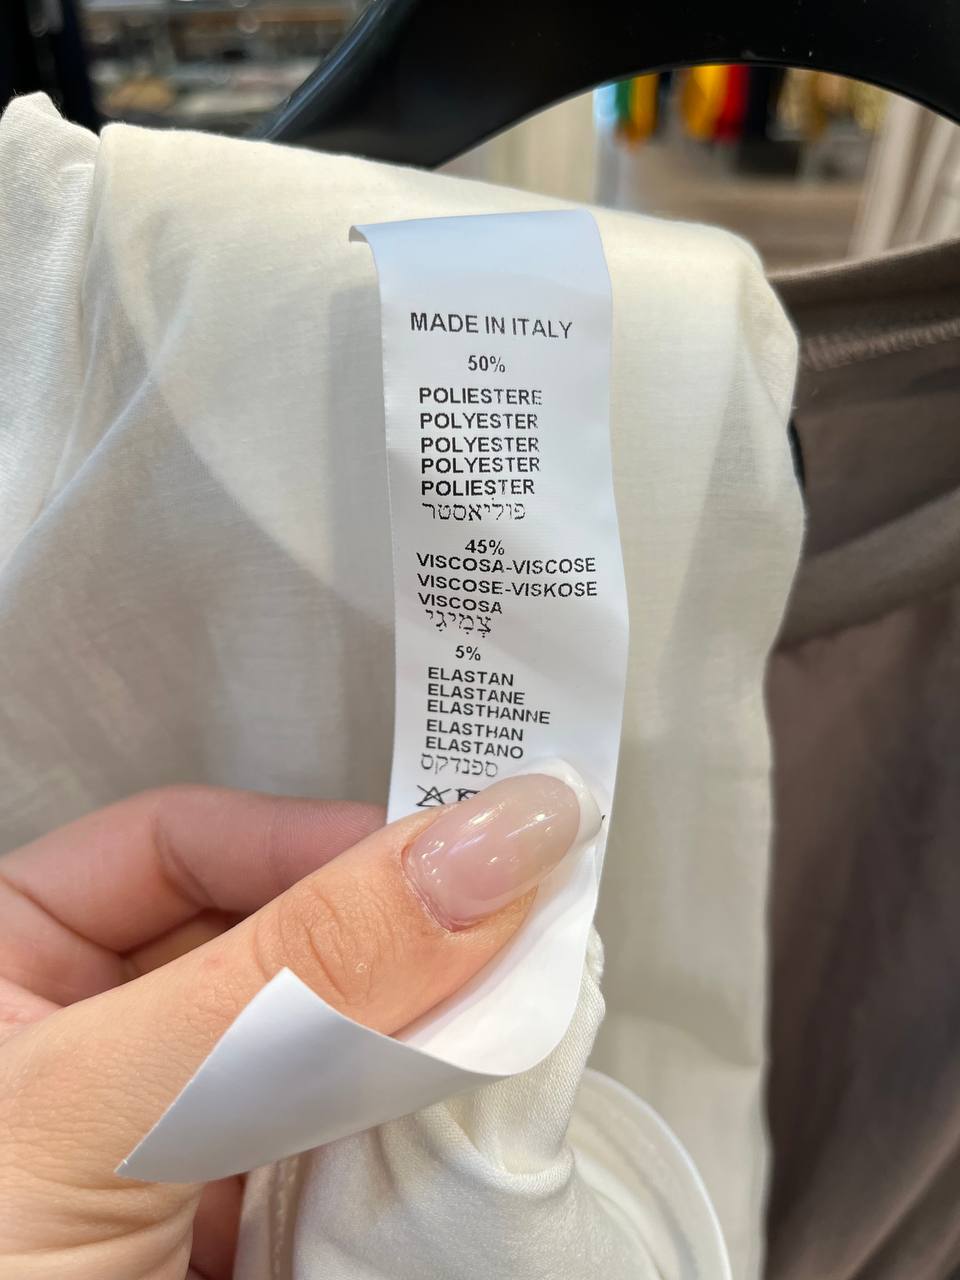 MADE IN ITALY
50%
POLIESTERE
POLYESTER
POLYESTER
POLYESTER
POLIESTER
פוליאסטר
45%
VISCOSA-VISCOSE
VISCOSE-VISKOSE
VISCOSA
צְמִיגִי
5%
ELASTAN
ELASTANE
ELASTHANNE
ELASTHAN
ELASTANO
ספנדקס